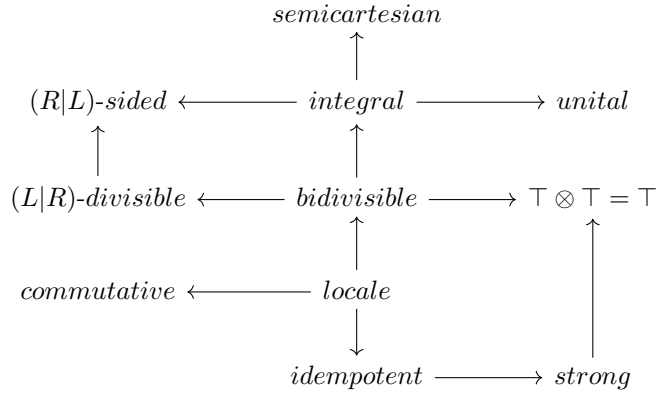 semicartesian
(R|L)-sided integral unital
(L|R)-divisible bidivisible ⊤ ⊗ ⊤ = ⊤
commutative locale
idempotent strong